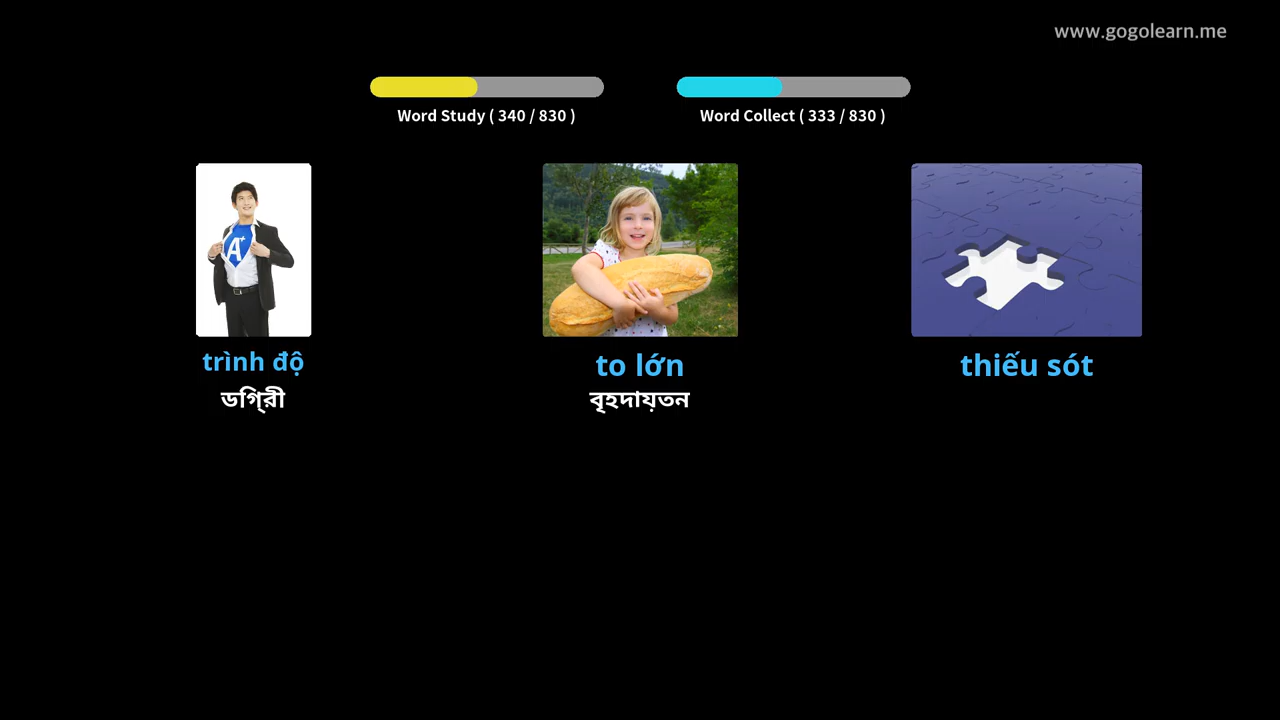 www.gogolearn.me
Word Study ( 340 / 830 )
Word Collect ( 333 / 830 )
A+
trình độ
to lớn
thiếu sót
ডিগ্রী
বৃহদায়তন